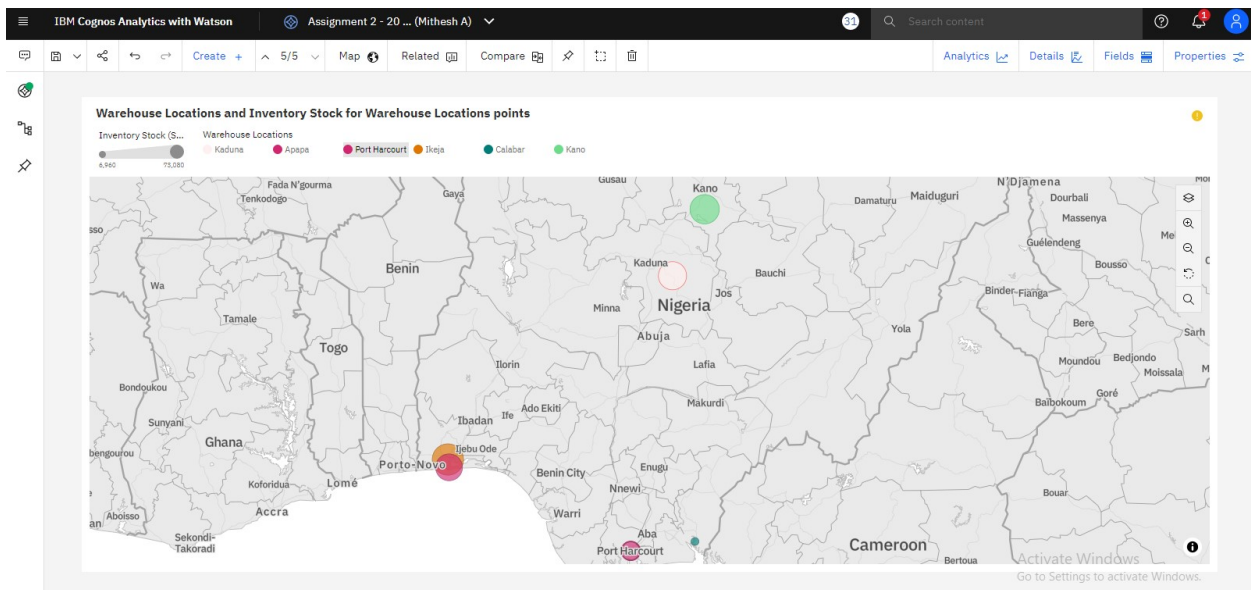 IBM Cognos Analytics with Watson
Assignment 2 - 20 ... (Mithesh A)
31
Search content
1
Create +
5/5
Map
Related
Compare
Analytics
Details
Fields
Properties
Warehouse Locations and Inventory Stock for Warehouse Locations points
Inventory Stock (S...
6,960
73,080
Warehouse Locations
Kaduna
Apapa
Port Harcourt
Ikeja
Calabar
Kano
Fada N'gourma
Tenkodogo
Gaya
Gusau
Kano
Damaturu
Maiduguri
N'Djamena
Dourbali
Massenya
Guélendeng
Bousso
sso
Wa
Benin
Kaduna
Bauchi
Jos
Minna
Nigeria
Abuja
Binder
Fianga
Tamale
Togo
Yola
Bere
Sarh
Ilorin
Lafia
Moundou
Bedjondo
Moissala
Bondoukou
Goré
Baïbokoum
Sunyani
Ado Ekiti
Ife
Ibadan
Makurdi
Ghana
Ijebu Ode
bengourou
Porto-Novo
Koforidua
Lomé
Benin City
Enugu
Nnewi
Bouar
Aboisso
Accra
Warri
an
Sekondi-
Takoradi
Aba
Port Harcourt
Cameroon
Bertoua
Activate Windows
Go to Settings to activate Windows.